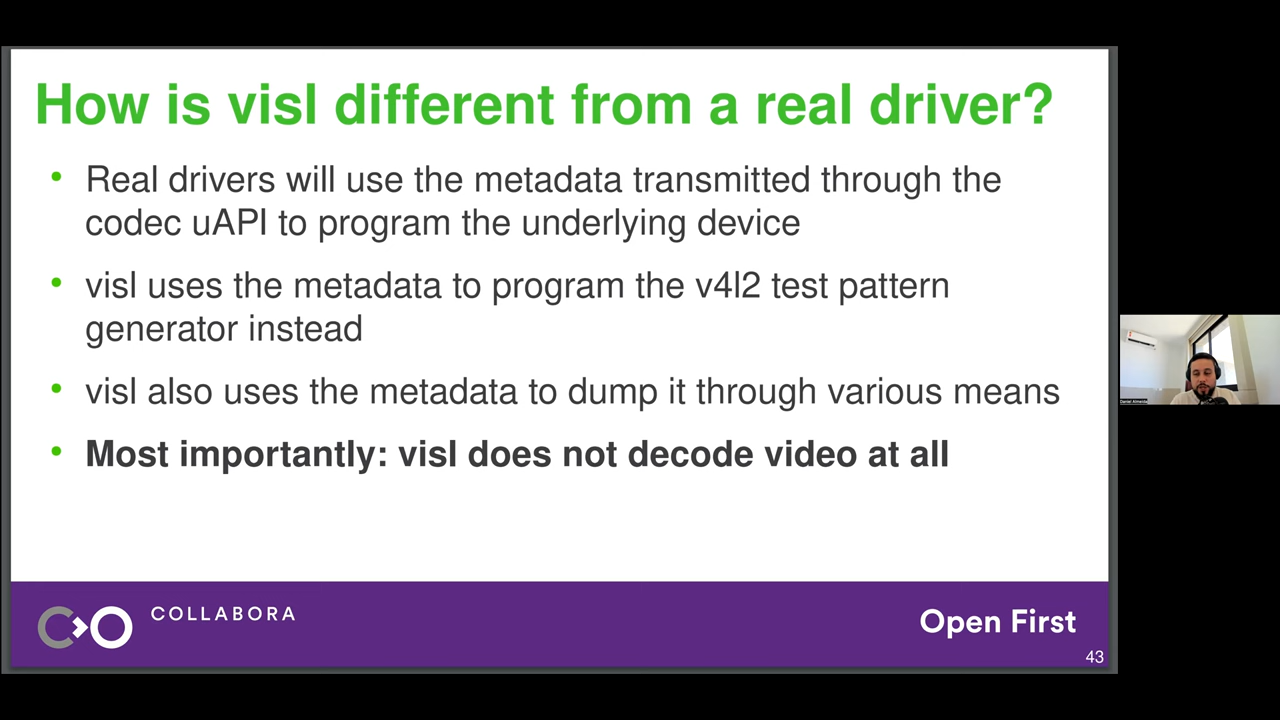 How is visl different from a real driver?
• Real drivers will use the metadata transmitted through the
codec uAPI to program the underlying device
• visl uses the metadata to program the v4l2 test pattern
generator instead
• visl also uses the metadata to dump it through various means
• Most importantly: visl does not decode video at all
COLLABORA
Open First
43
Daniel Almeida